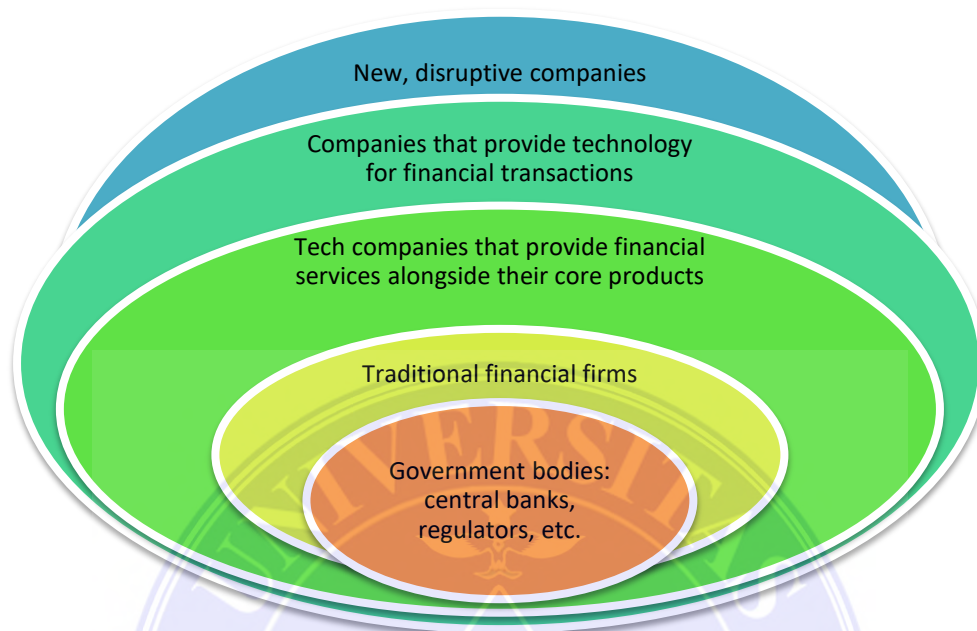 New, disruptive companies
Companies that provide technology
for financial transactions
Tech companies that provide financial
services alongside their core products
Traditional financial firms
UNIVERSITAS
Government bodies:
central banks,
regulators, etc.